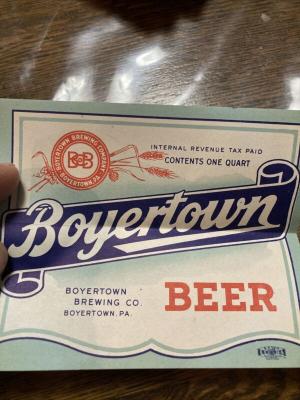 BOYERTOWN BREWING COMPANY
BOYERTOWN, PA.
INTERNAL REVENUE TAX PAID
CONTENTS ONE QUART
Boyertown
BOYERTOWN
BREWING CO.
BOYERTOWN, PA.
BEER